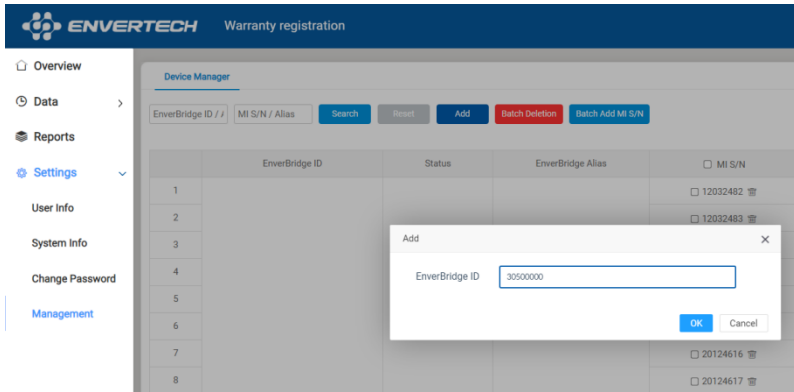 ENVERTECH Warranty registration
Overview
Device Manager
Data
EnverBridge ID / MI S/N / Alias Search Reset Add Batch Deletion Batch Add MI S/N
Reports
Settings
EnverBridge ID Status EnverBridge Alias MI S/N
1 12032482
User Info
2 12032483
System Info
3
Add
Change Password
4
EnverBridge ID 30500000
5
Management
6
OK Cancel
7 20124616
8 20124617